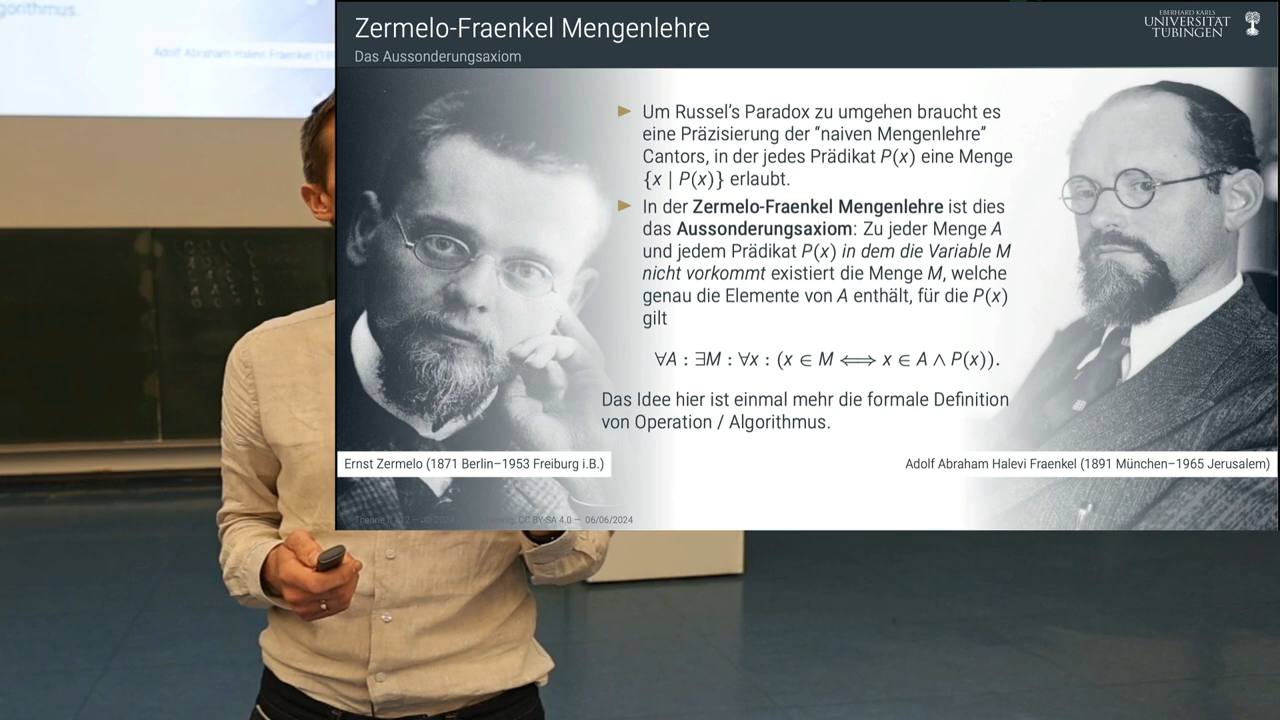 gorithmus.
Adolf Abraham Halevi Fraenkel (189
Zermelo-Fraenkel Mengenlehre
Das Aussonderungsaxiom
EBERHARD KARLS
UNIVERSITÄT
TÜBINGEN
► Um Russel's Paradox zu umgehen braucht es
eine Präzisierung der “naiven Mengenlehre”
Cantors, in der jedes Prädikat P(x) eine Menge
{x | P(x)} erlaubt.
► In der Zermelo-Fraenkel Mengenlehre ist dies
das Aussonderungsaxiom: Zu jeder Menge A
und jedem Prädikat P(x) in dem die Variable M
nicht vorkommt existiert die Menge M, welche
genau die Elemente von A enthält, für die P(x)
gilt
∀A : ∃M : ∀x : (x ∈ M ⟺ x ∈ A ∧ P(x)).
Das Idee hier ist einmal mehr die formale Definition
von Operation / Algorithmus.
Ernst Zermelo (1871 Berlin–1953 Freiburg i.B.)
Adolf Abraham Halevi Fraenkel (1891 München–1965 Jerusalem)
CC BY-SA 4.0 — 06/06/2024